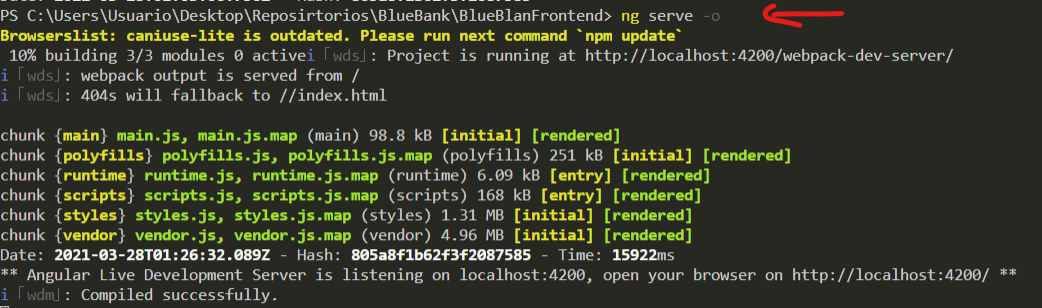 PS C:\Users\Usuario\Desktop\Reposirtorios\BlueBank\BlueBlanFrontend> ng serve -o
Browserslist: caniuse-lite is outdated. Please run next command `npm update`
10% building 3/3 modules 0 activei ｢wds｣: Project is running at http://localhost:4200/webpack-dev-server/
i ｢wds｣: webpack output is served from /
i ｢wds｣: 404s will fallback to //index.html
chunk {main} main.js, main.js.map (main) 98.8 kB [initial] [rendered]
chunk {polyfills} polyfills.js, polyfills.js.map (polyfills) 251 kB [initial] [rendered]
chunk {runtime} runtime.js, runtime.js.map (runtime) 6.09 kB [entry] [rendered]
chunk {scripts} scripts.js, scripts.js.map (scripts) 168 kB [entry] [rendered]
chunk {styles} styles.js, styles.js.map (styles) 1.31 MB [initial] [rendered]
chunk {vendor} vendor.js, vendor.js.map (vendor) 4.96 MB [initial] [rendered]
Date: 2021-03-28T01:26:32.089Z - Hash: 805a8f1b62f3f2087585 - Time: 15922ms
** Angular Live Development Server is listening on localhost:4200, open your browser on http://localhost:4200/ **
i ｢wdm｣: Compiled successfully.